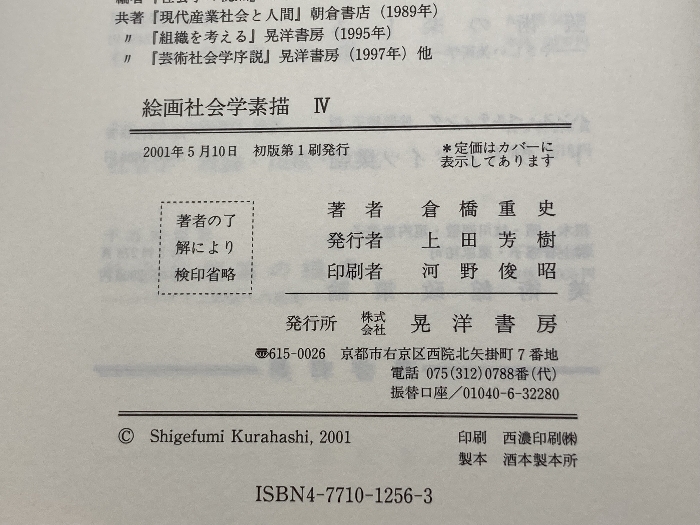 共著『現代産業社会と人間』朝倉書店（1989年）
〃 『組織を考える』晃洋書房（1995年）
〃 『芸術社会学序説』晃洋書房（1997年）他
絵画社会学素描 Ⅳ
2001年5月10日 初版第1刷発行
＊定価はカバーに
表示してあります
著者の了
解により
検印省略
著者 倉橋重史
発行者 上田芳樹
印刷者 河野俊昭
発行所 株式会社 晃洋書房
〠615-0026 京都市右京区西院北矢掛町7番地
電話 075(312)0788番(代)
振替口座／01040-6-32280
© Shigefumi Kurahashi, 2001
印刷 西濃印刷㈱
製本 酒本製本所
ISBN4-7710-1256-3